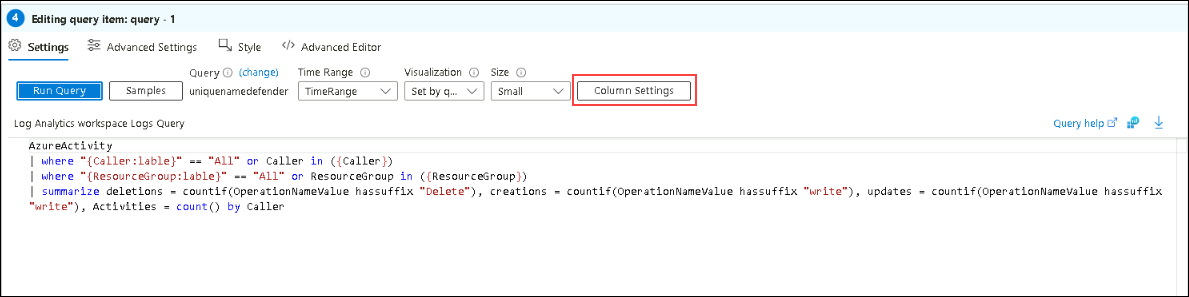 4 Editing query item: query - 1
Settings Advanced Settings Style </> Advanced Editor
Query (change) Time Range Visualization Size
Run Query Samples uniquenamedefender TimeRange Set by q... Small Column Settings
Log Analytics workspace Logs Query Query help
AzureActivity
| where "{Caller:lable}" == "All" or Caller in ({Caller})
| where "{ResourceGroup:lable}" == "All" or ResourceGroup in ({ResourceGroup})
| summarize deletions = countif(OperationNameValue hassuffix "Delete"), creations = countif(OperationNameValue hassuffix "write"), updates = countif(OperationNameValue hassuffix
"write"), Activities = count() by Caller